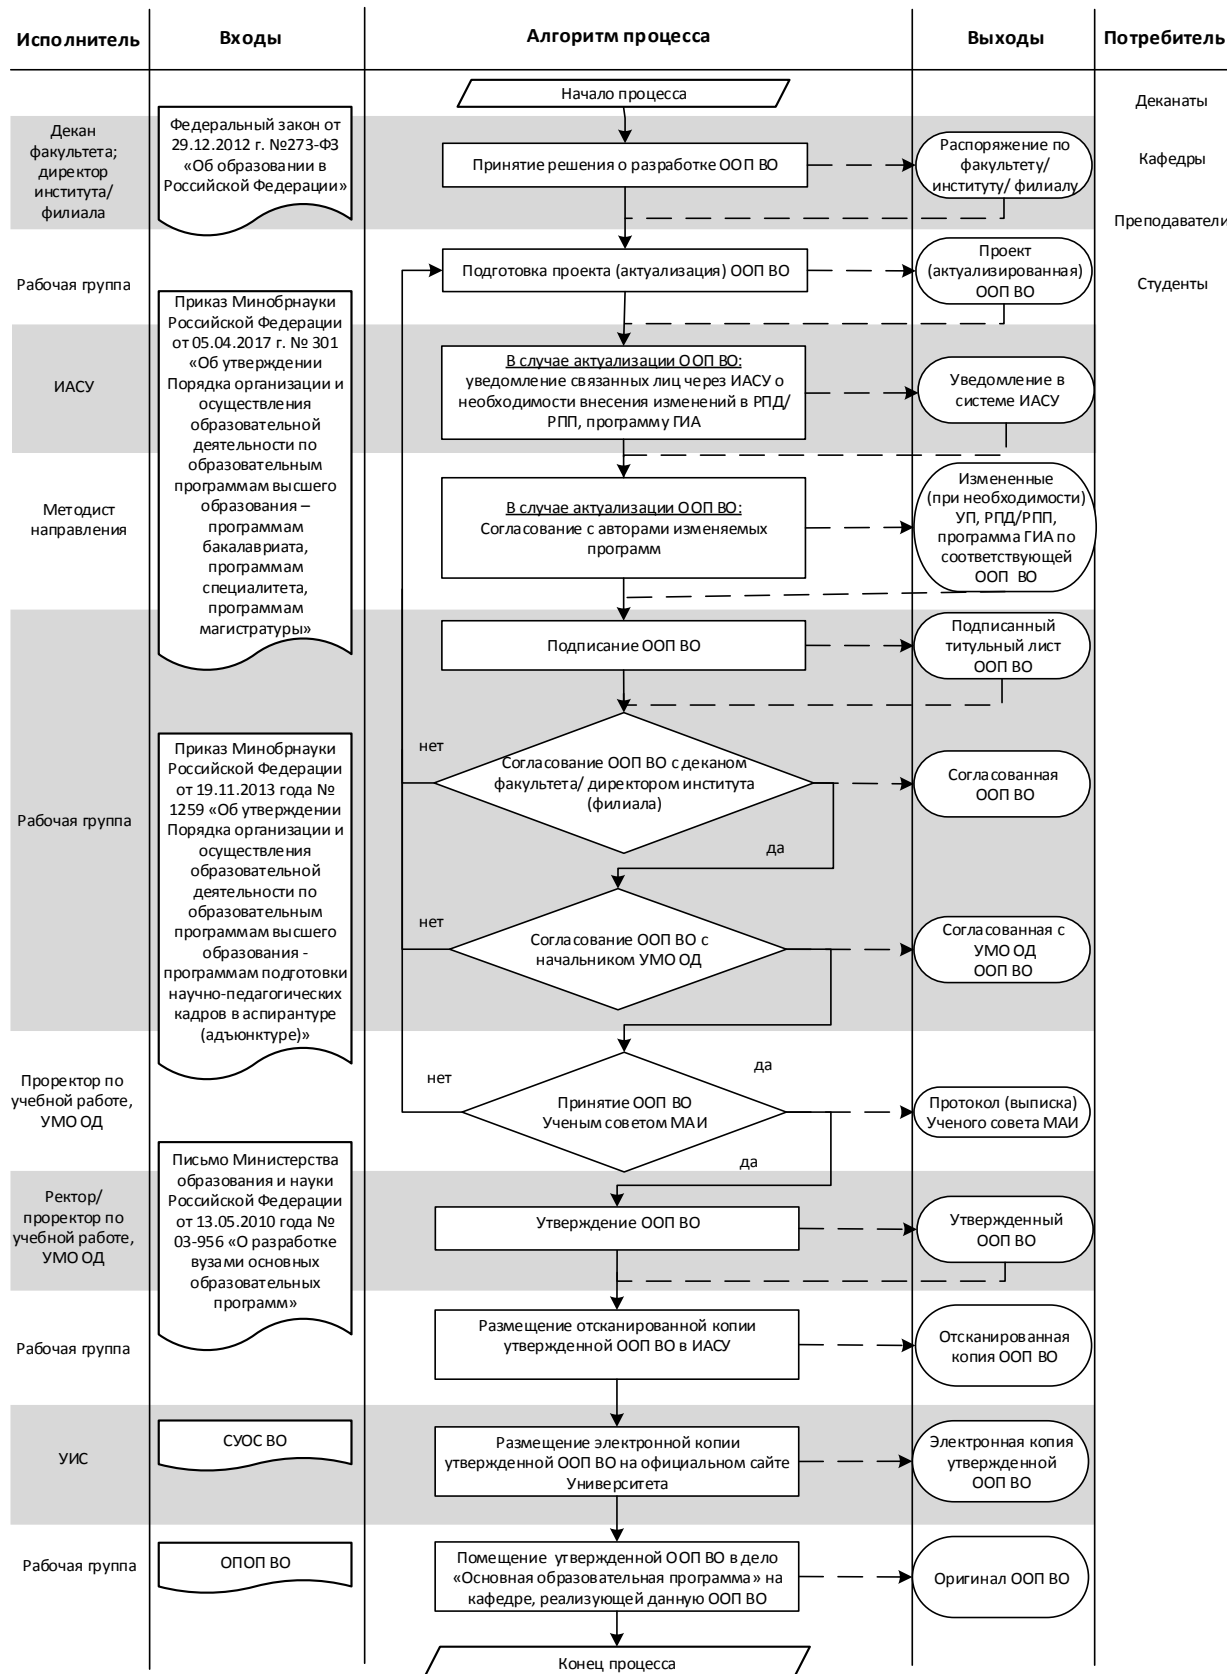 Исполнитель
Входы
Алгоритм процесса
Выходы
Потребитель
Начало процесса
Деканаты
Декан
факультета;
директор
института/
филиала
Федеральный закон от
29.12.2012 г. №273-ФЗ
«Об образовании в
Российской Федерации»
Принятие решения о разработке ООП ВО
Распоряжение по
факультету/
институту/ филиалу
Кафедры
Преподаватели
Рабочая группа
Подготовка проекта (актуализация) ООП ВО
Проект
(актуализированная)
ООП ВО
Студенты
Приказ Минобрнауки
Российской Федерации
от 05.04.2017 г. № 301
«Об утверждении
Порядка организации и
осуществления
образовательной
деятельности по
образовательным
программам высшего
образования –
программам
бакалавриата,
программам
специалитета,
программам
магистратуры»
ИАСУ
В случае актуализации ООП ВО:
уведомление связанных лиц через ИАСУ о
необходимости внесения изменений в РПД/
РПП, программу ГИА
Уведомление в
системе ИАСУ
Методист
направления
В случае актуализации ООП ВО:
Согласование с авторами изменяемых
программ
Измененные
(при необходимости)
УП, РПД/РПП,
программа ГИА по
соответствующей
ООП ВО
Подписание ООП ВО
Подписанный
титульный лист
ООП ВО
Рабочая группа
Приказ Минобрнауки
Российской Федерации
от 19.11.2013 года №
1259 «Об утверждении
Порядка организации и
осуществления
образовательной
деятельности по
образовательным
программам высшего
образования -
программам подготовки
научно-педагогических
кадров в аспирантуре
(адъюнктуре)»
нет
Согласование ООП ВО с деканом
факультета/ директором института
(филиала)
да
Согласованная
ООП ВО
нет
Согласование ООП ВО с
начальником УМО ОД
Согласованная с
УМО ОД
ООП ВО
да
Проректор по
учебной работе,
УМО ОД
нет
Принятие ООП ВО
Ученым советом МАИ
да
Протокол (выписка)
Ученого совета МАИ
Ректор/
проректор по
учебной работе,
УМО ОД
Письмо Министерства
образования и науки
Российской Федерации
от 13.05.2010 года №
03-956 «О разработке
вузами основных
образовательных
программ»
Утверждение ООП ВО
Утвержденный
ООП ВО
Рабочая группа
Размещение отсканированной копии
утвержденной ООП ВО в ИАСУ
Отсканированная
копия ООП ВО
УИС
СУОС ВО
Размещение электронной копии
утвержденной ООП ВО на официальном сайте
Университета
Электронная копия
утвержденной
ООП ВО
Рабочая группа
ОПОП ВО
Помещение утвержденной ООП ВО в дело
«Основная образовательная программа» на
кафедре, реализующей данную ООП ВО
Оригинал ООП ВО
Конец процесса